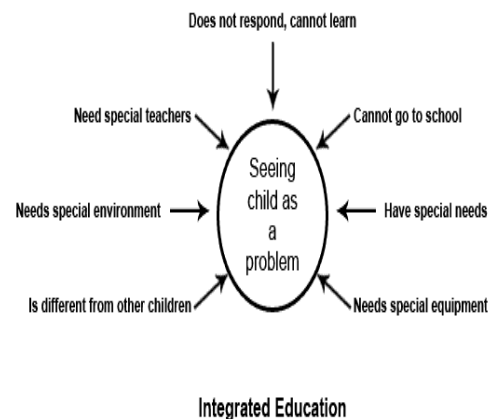 Does not respond, cannot learn
Need special teachers
Cannot go to school
Seeing
child as
a
problem
Needs special environment
Have special needs
Is different from other children
Needs special equipment
Integrated Education